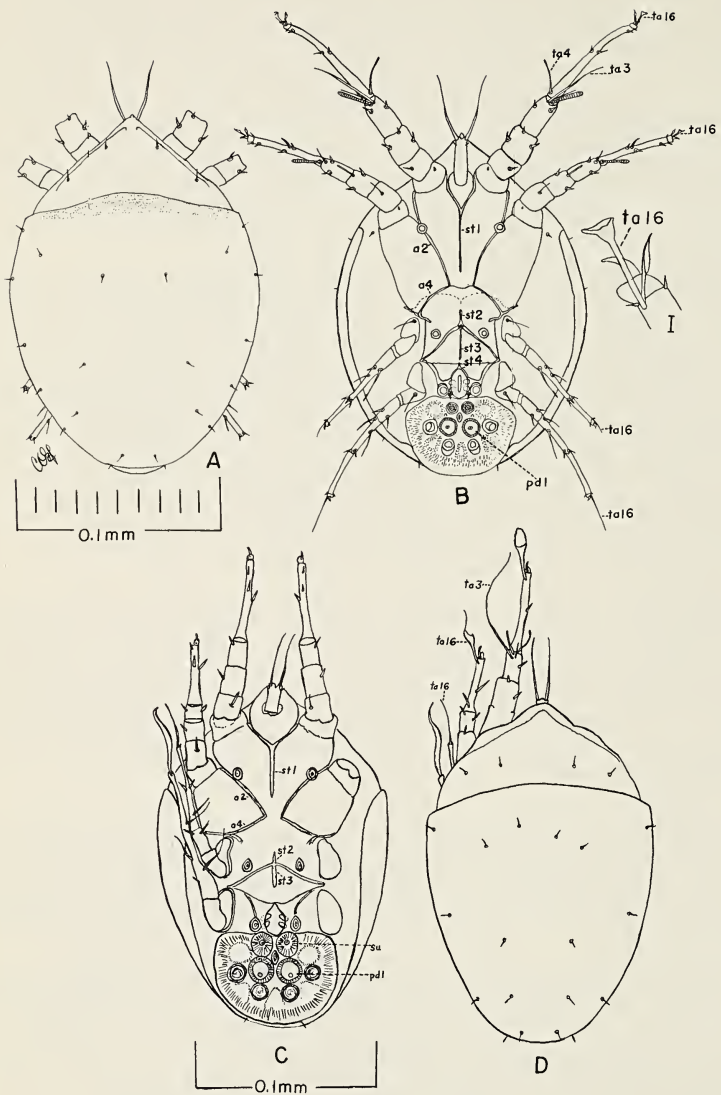 ta16
ta4
ta3
ta16
ta16
st1
a2
a4
I
st2
st3
st4
A
ta16
pd1
B
ta16
0.1mm
ta3
ta16
ta16
st1
a2
a4
st2
st3
su
pd1
C
D
0.1mm